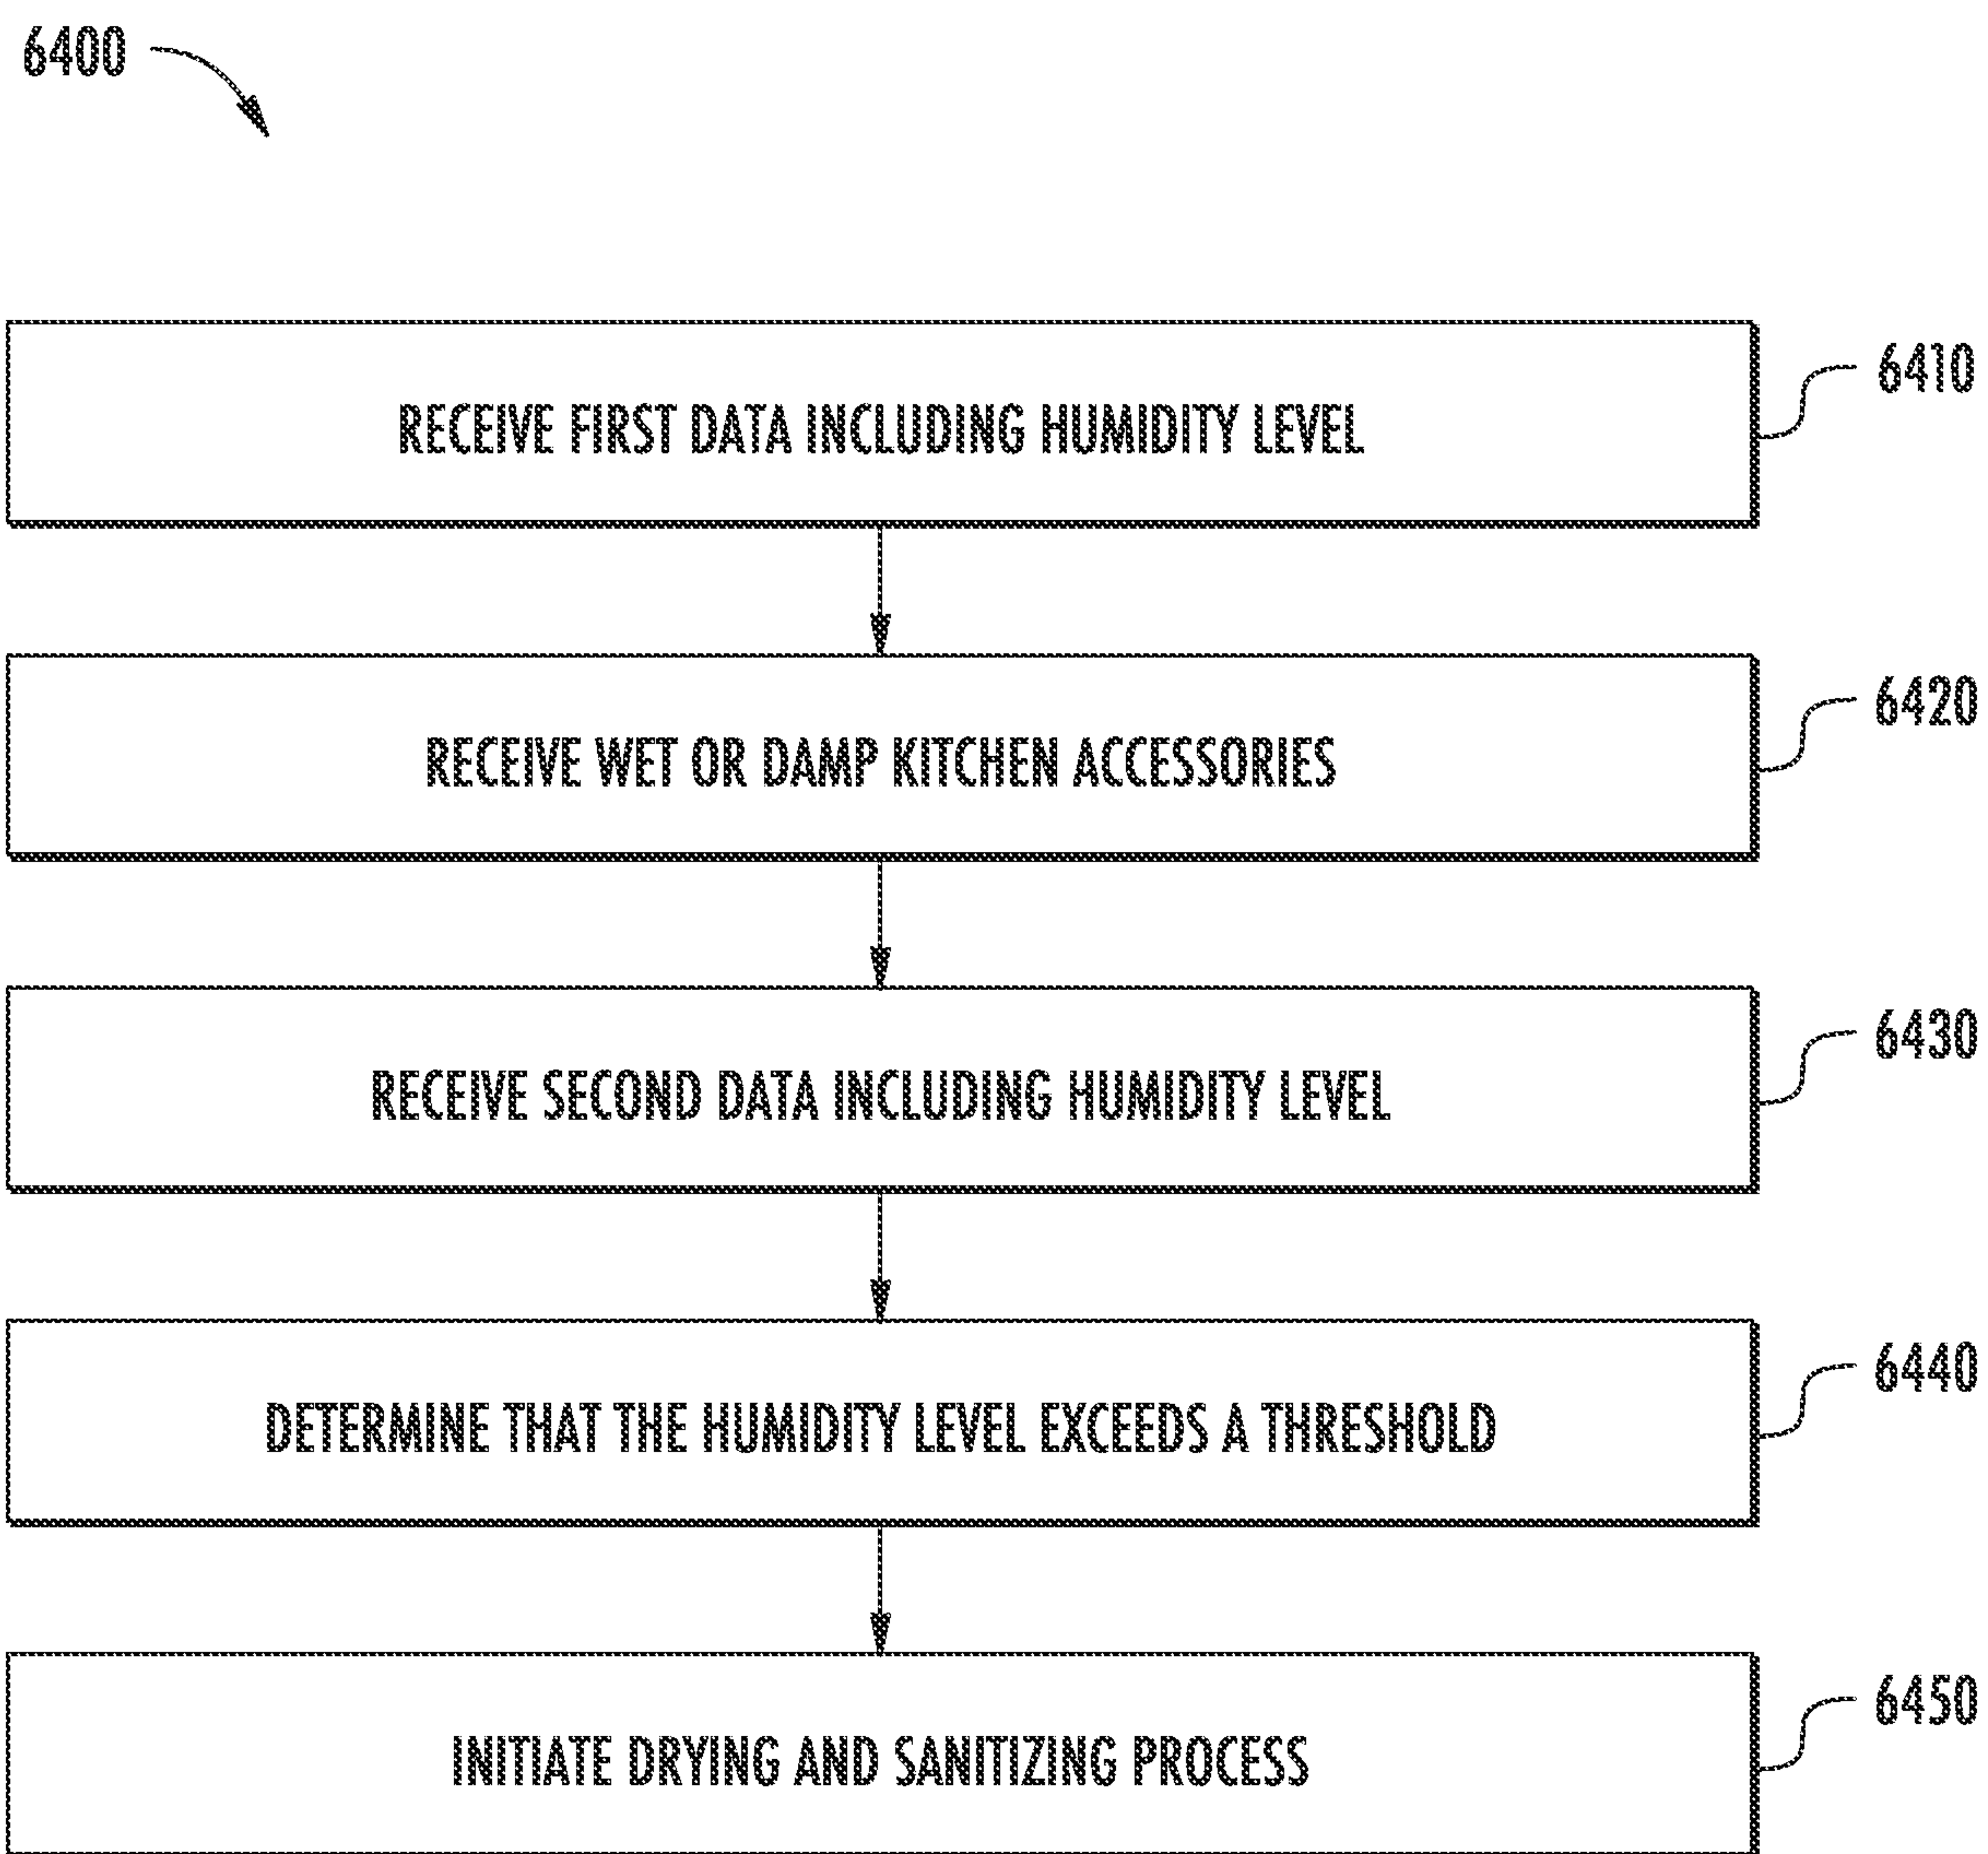 6400
RECEIVE FIRST DATA INCLUDING HUMIDITY LEVEL
6410
RECEIVE WET OR DAMP KITCHEN ACCESSORIES
6420
RECEIVE SECOND DATA INCLUDING HUMIDITY LEVEL
6430
DETERMINE THAT THE HUMIDITY LEVEL EXCEEDS A THRESHOLD
6440
INITIATE DRYING AND SANITIZING PROCESS
6450